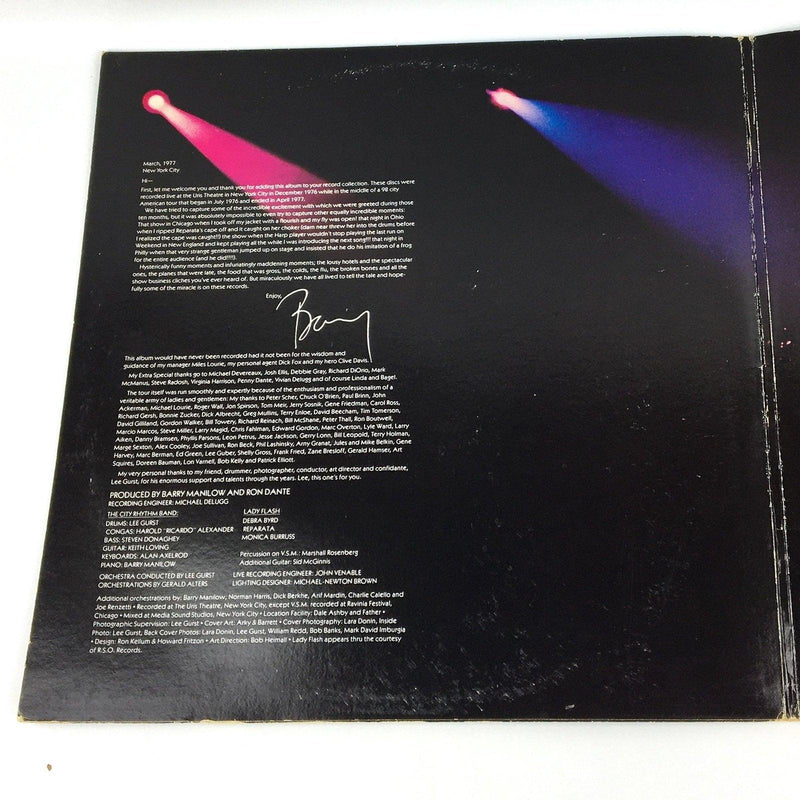 March, 1977
New York City
Hi—
First, let me welcome you and thank you for adding this album to your record collection. These discs were
recorded live at the Uris Theatre in New York City in December 1976 while in the middle of a 98 city
American tour that began in July 1976 and ended in April 1977.
We have tried to capture some of the incredible excitement with which we were greeted during those
ten months, but it was absolutely impossible to even try to capture other equally incredible moments:
That show in Chicago when I took off my jacket with a flourish and my fly was open! that night in Ohio
when I ripped Reparata's cape off and it caught on her choker (dam near threw her into the drums before
I realized the cape was caught!!) the show when the Harp player wouldn't stop playing the last run on
Weekend in New England and kept playing all the while I was introducing the next song!!! that night in
Philly when that very strange gentleman jumped up on stage and insisted that he do his imitation of a frog
for the entire audience (and he did!!!!).
Hysterically funny moments and infuriatingly maddening moments; the lousy hotels and the spectacular
ones, the planes that were late, the food that was gross, the colds, the flu, the broken bones and all the
show business cliches you've ever heard of. But miraculously we have all lived to tell the tale and hope-
fully some of the miracle is on these records.
Enjoy,
Barry
This album would have never been recorded had it not been for the wisdom and
guidance of my manager Miles Lourie, my personal agent Dick Fox and my hero Clive Davis.
My Extra Special thanks go to Michael Devereaux, Josh Ellis, Debbie Gray, Richard DiOrio, Mark
McManus, Steve Radosh, Virginia Harrison, Penny Dante, Vivian Delugg and of course Linda and Bagel.
The tour itself was run smoothly and expertly because of the enthusiasm and professionalism of a
veritable army of ladies and gentlemen: My thanks to Peter Scher, Chuck O'Brien, Paul Brinn, John
Ackerman, Michael Lourie, Roger Wall, Jon Spirson, Tom Meir, Jerry Sosnik, Gene Friedman, Carol Ross,
Richard Gersh, Bonnie Zucker, Dick Albrecht, Greg Mullins, Terry Enloe, David Beecham, Tim Tomerson,
David Gilliland, Gordon Walker, Bill Towery, Richard Reinach, Bill McShane, Peter Thall, Ron Boutwell,
Marcio Marcos, Steve Miller, Larry Magid, Chris Fahlman, Edward Gordon, Marc Overton, Lyle Ward, Larry
Aiken, Danny Bramsen, Phyllis Parsons, Leon Petrus, Jesse Jackson, Gerry Lonn, Bill Leopold, Terry Holman,
Marge Sexton, Alex Cooley, Joe Sullivan, Ron Beck, Phil Lashinsky, Amy Granat, Jules and Mike Belkin, Gene
Harvey, Marc Berman, Ed Green, Lee Guber, Shelly Gross, Frank Fried, Zane Bresloff, Gerald Hamser, Art
Squires, Doreen Bauman, Lon Varnell, Bob Kelly and Patrick Elliott.
My very personal thanks to my friend, drummer, photographer, conductor, art director and confidante,
Lee Gurst, for his enormous support and talents through the years. Lee, this one's for you.
PRODUCED BY BARRY MANILOW AND RON DANTE
RECORDING ENGINEER: MICHAEL DELUGG
THE CITY RHYTHM BAND: LADY FLASH
DRUMS: LEE GURST DEBRA BYRD
CONGAS: HAROLD "RICARDO" ALEXANDER REPARATA
BASS: STEVEN DONAGHEY MONICA BURRUSS
GUITAR: KEITH LOVING
KEYBOARDS: ALAN AXELROD Percussion on V.S.M.: Marshall Rosenberg
PIANO: BARRY MANILOW Additional Guitar: Sid McGinnis
ORCHESTRA CONDUCTED BY LEE GURST LIVE RECORDING ENGINEER: JOHN VENABLE
ORCHESTRATIONS BY GERALD ALTERS LIGHTING DESIGNER: MICHAEL-NEWTON BROWN
Additional orchestrations by: Barry Manilow, Norman Harris, Dick Berkhe, Arif Mardin, Charlie Calello and
Joe Renzetti • Recorded at The Uris Theatre, New York City, except V.S.M. recorded at Ravinia Festival,
Chicago • Mixed at Media Sound Studios, New York City • Location Facility: Dale Ashby and Father •
Photographic Supervision: Lee Gurst • Cover Art: Arky & Barrett • Cover Photography: Lara Donin, Inside
Photo: Lee Gurst, Back Cover Photos: Lara Donin, Lee Gurst, William Redd, Bob Banks, Mark David Imburgia
• Design: Ron Kellum & Howard Fritzon • Art Direction: Bob Heimall • Lady Flash appears thru the courtesy
of R.S.O. Records.